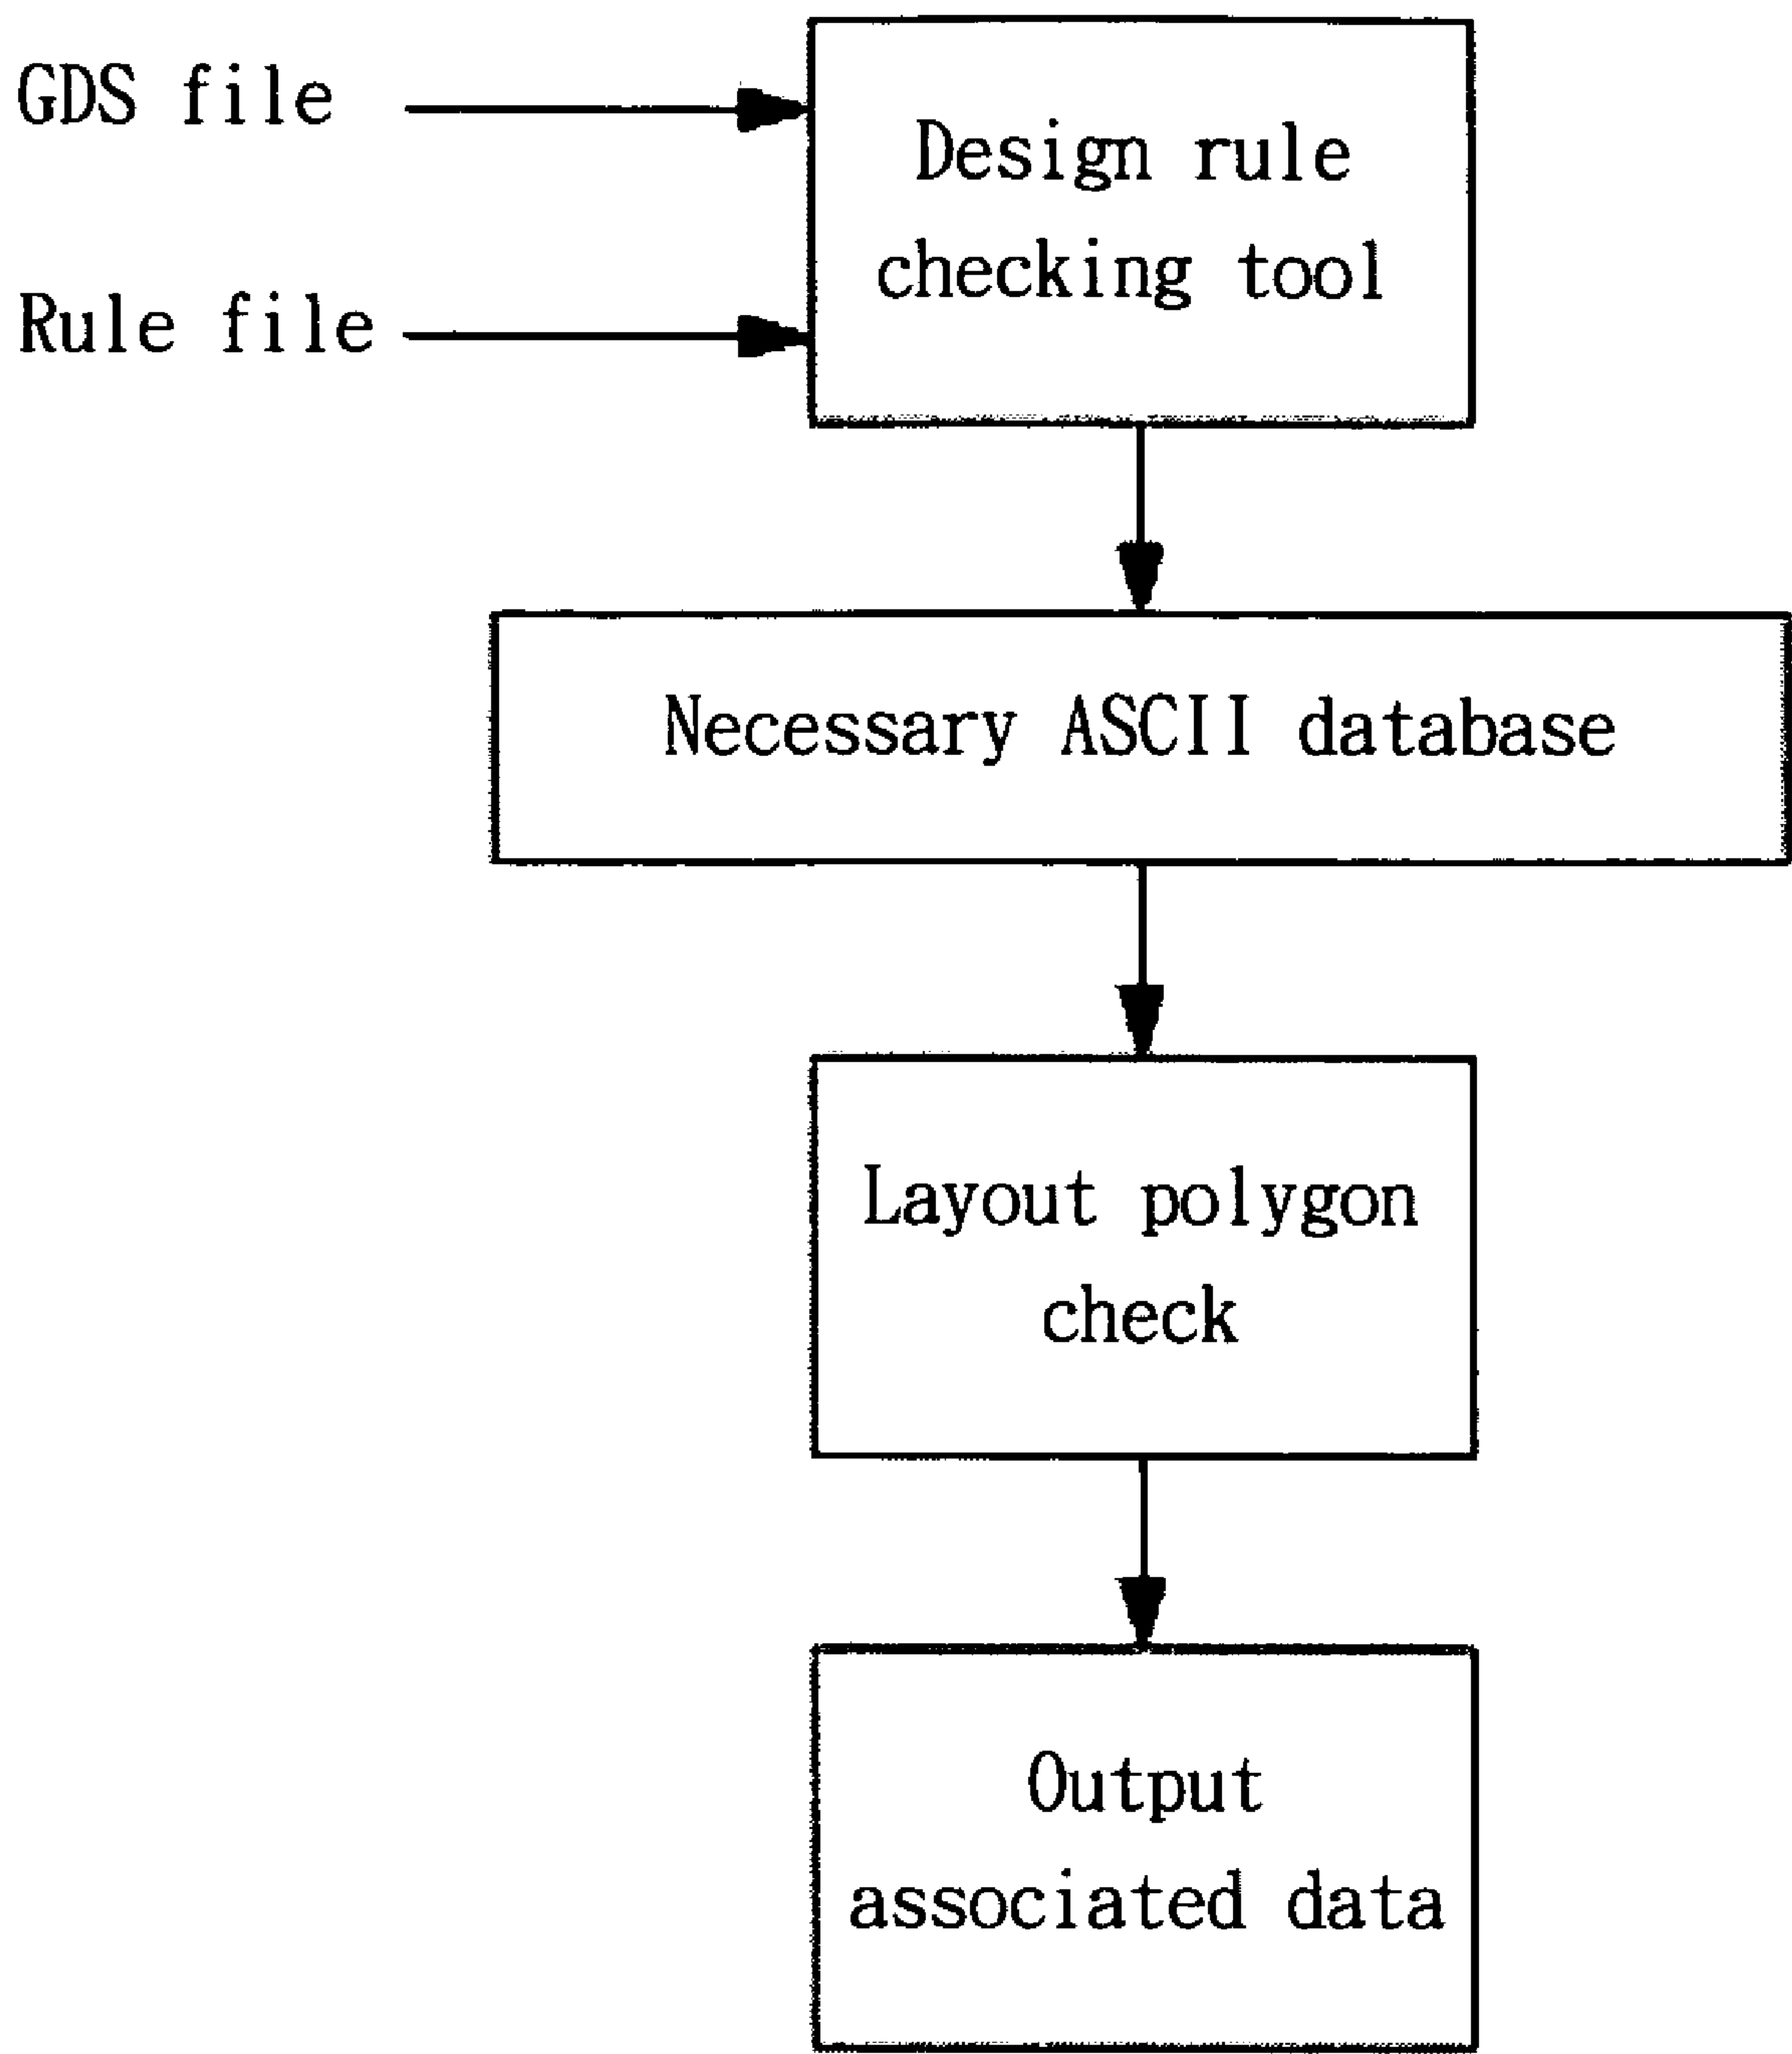 GDS file
Rule file
Design rule
checking tool
Necessary ASCII database
Layout polygon
check
Output
associated data